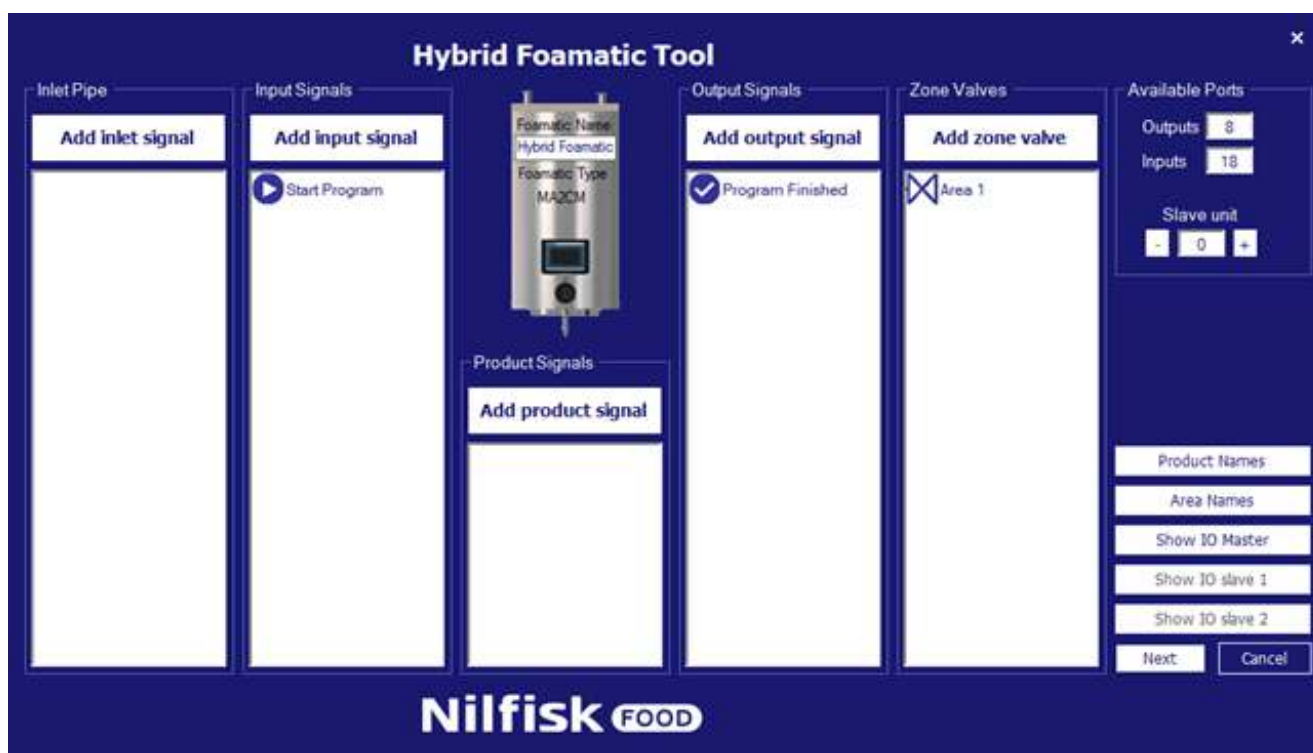 Hybrid Foamatic Tool
×
Inlet Pipe
Add inlet signal
Input Signals
Add input signal
Start Program
Foamatic Name
Hybrid Foamatic
Foamatic Type
MA2CM
Product Signals
Add product signal
Output Signals
Add output signal
Program Finished
Zone Valves
Add zone valve
Area 1
Available Ports
Outputs 8
Inputs 18
Slave unit
- 0 +
Product Names
Area Names
Show IO Master
Show IO slave 1
Show IO slave 2
Next Cancel
Nilfisk FOOD